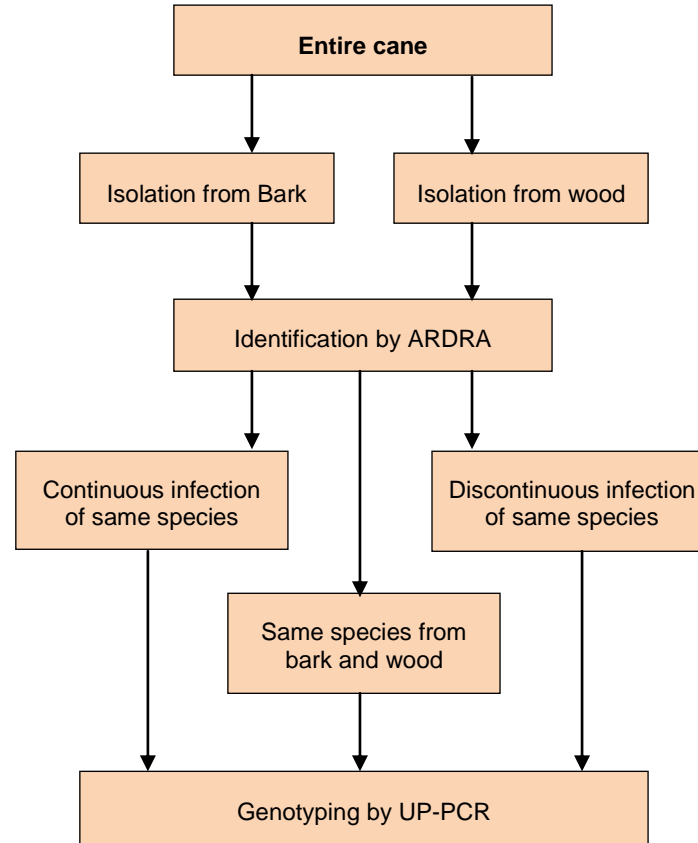 Entire cane
Isolation from Bark
Isolation from wood
Identification by ARDRA
Continuous infection
of same species
Discontinuous infection
of same species
Same species from
bark and wood
Genotyping by UP-PCR